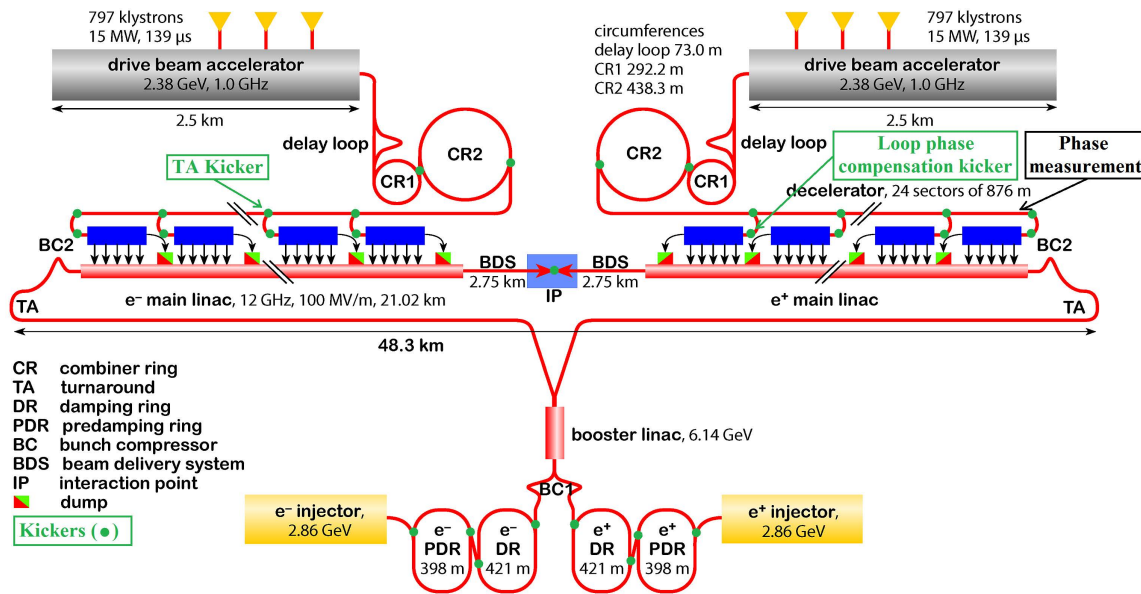 797 klystrons
15 MW, 139 µs
drive beam accelerator
2.38 GeV, 1.0 GHz
2.5 km
delay loop
CR1
CR2
circumferences
delay loop 73.0 m
CR1 292.2 m
CR2 438.3 m
797 klystrons
15 MW, 139 µs
drive beam accelerator
2.38 GeV, 1.0 GHz
2.5 km
delay loop
CR2
CR1
TA Kicker
Loop phase
compensation kicker
Phase
measurement
decelerator, 24 sectors of 876 m
BC2
BC2
BDS
2.75 km
IP
BDS
2.75 km
TA
e⁻ main linac, 12 GHz, 100 MV/m, 21.02 km
e⁺ main linac
TA
48.3 km
CR combiner ring
TA turnaround
DR damping ring
PDR predamping ring
BC bunch compressor
BDS beam delivery system
IP interaction point
dump
Kickers (●)
booster linac, 6.14 GeV
BC1
e⁻ injector,
2.86 GeV
e⁻
PDR
398 m
e⁻
DR
421 m
e⁺
DR
421 m
e⁺
PDR
398 m
e⁺ injector,
2.86 GeV